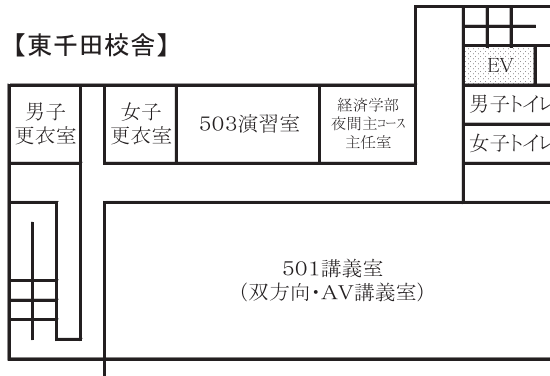 【東千田校舎】
EV
男子
更衣室
女子
更衣室
503演習室
経済学部
夜間主コース
主任室
男子トイレ
女子トイレ
501講義室
（双方向・AV講義室）